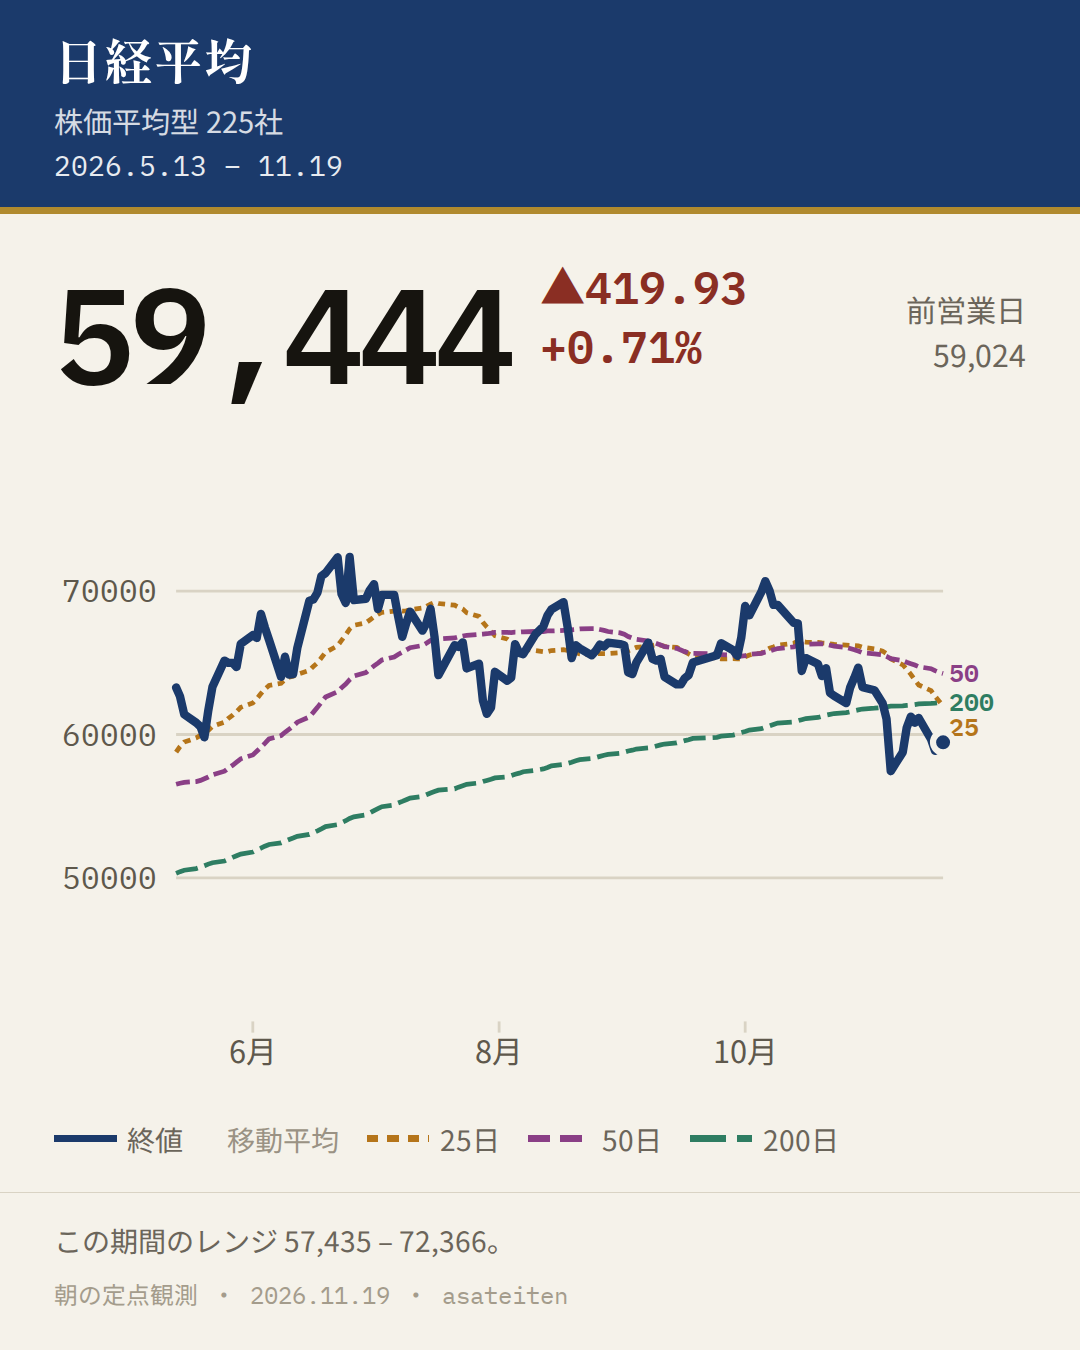 日経平均
株価平均型 225社
2026.5.13 – 11.19
59,444
▲419.93
+0.71%
前営業日
59,024
70000
60000
50000
50
200
25
6月
8月
10月
終値 移動平均 25日 50日 200日
この期間のレンジ 57,435 – 72,366。
朝の定点観測 ・ 2026.11.19 ・ asateiten